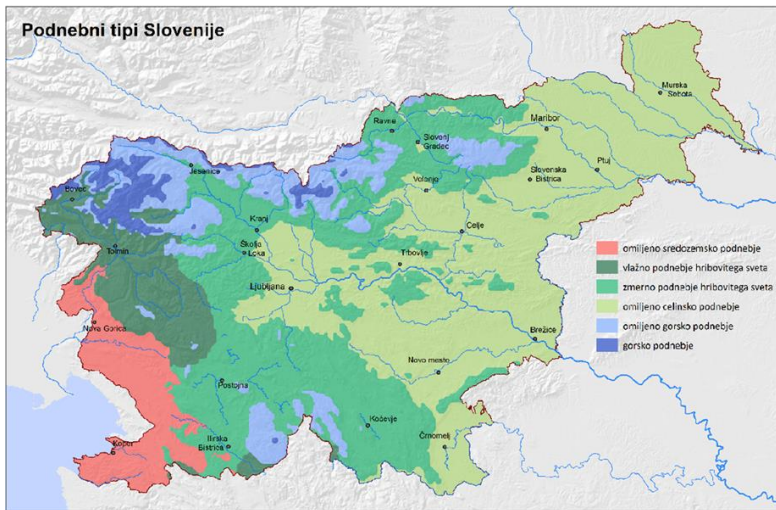 Podnebni tipi Slovenije
Murska
Sobota
Ravne
Slovenj
Gradec
Maribor
Ptuj
Slovenska
Bistrica
Jesenice
Bovec
Velenje
Kranj
Celje
Škofja
Loka
Tolmin
Trbovlje
Ljubljana
Nova Gorica
Brežice
Novo mesto
Postojna
Kočevje
Ilirska
Bistrica
Črnomelj
Koper
omiljeno sredozemsko podnebje
vlažno podnebje hribovitega sveta
zmerno podnebje hribovitega sveta
omiljeno celinsko podnebje
omiljeno gorsko podnebje
gorsko podnebje